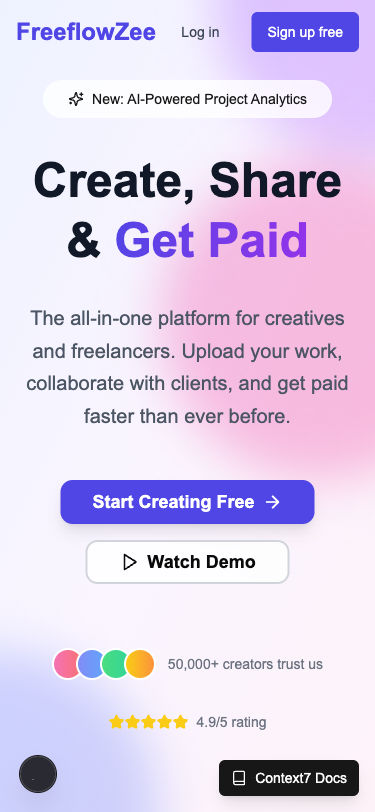 FreeflowZee
Log in
Sign up free
New: AI-Powered Project Analytics
Create, Share
& Get Paid
The all-in-one platform for creatives
and freelancers. Upload your work,
collaborate with clients, and get paid
faster than ever before.
Start Creating Free
Watch Demo
50,000+ creators trust us
4.9/5 rating
Context7 Docs